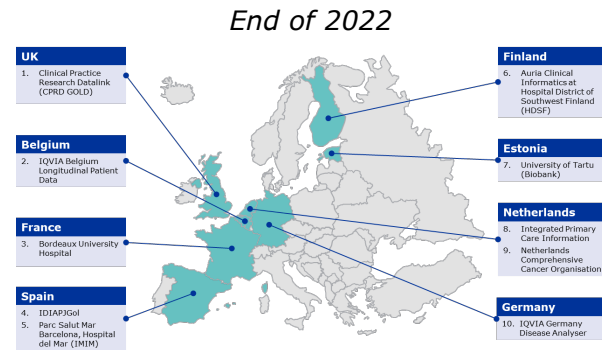 End of 2022
UK
1. Clinical Practice
Research Datalink
(CPRD GOLD)
Belgium
2. IQVIA Belgium
Longitudinal Patient
Data
France
3. Bordeaux University
Hospital
Spain
4. IDIAPJGol
5. Parc Salut Mar
Barcelona, Hospital
del Mar (IMIM)
Finland
6. Auria Clinical
Informatics at
Hospital District of
Southwest Finland
(HDSF)
Estonia
7. University of Tartu
(Biobank)
Netherlands
8. Integrated Primary
Care Information
9. Netherlands
Comprehensive
Cancer Organisation
Germany
10. IQVIA Germany
Disease Analyser